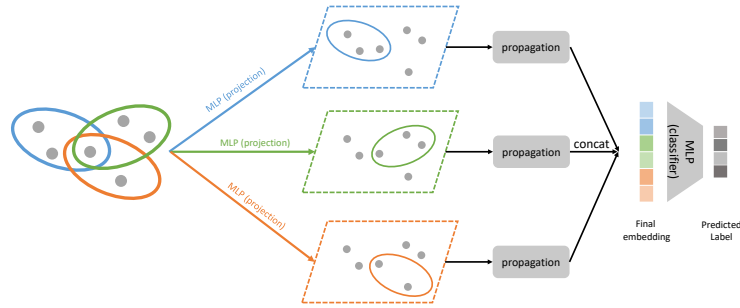 MLP (projection)
propagation
MLP (projection)
propagation
concat
MLP (projection)
propagation
MLP
(classifier)
Final
embedding
Predicted
Label